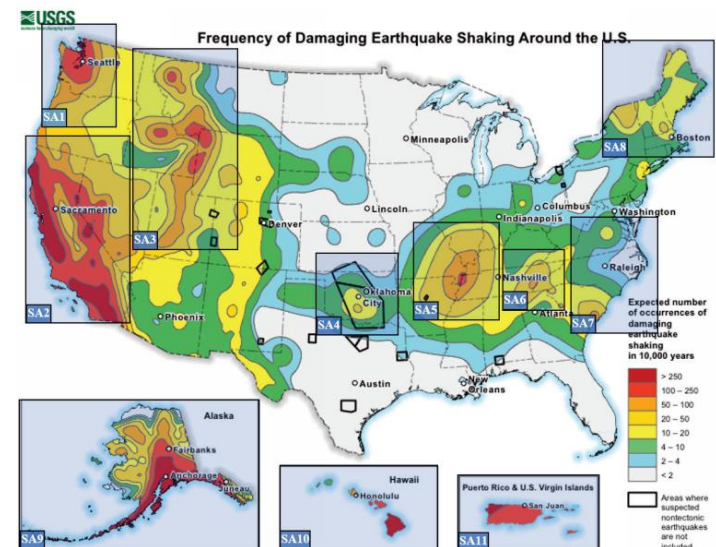 USGS
Frequency of Damaging Earthquake Shaking Around the U.S.
Seattle
SA1
Minneapolis
Boston
SA8
Sacramento
Lincoln
Columbus
Washington
Denver
Indianapolis
SA3
Raleigh
Nashville
Oklahoma
City
SA2
Phoenix
SA4
SA5
SA6
Atlanta
SA7
Austin
New
Orleans
Expected number
of occurrences of
damaging
earthquake
shaking
in 10,000 years
> 250
100 – 250
50 – 100
20 – 50
10 – 20
4 – 10
2 – 4
< 2
Areas where
suspected
nontectonic
earthquakes
are not
included
Alaska
Fairbanks
Anchorage
Juneau
SA9
Hawaii
Honolulu
SA10
Puerto Rico & U.S. Virgin Islands
San Juan
SA11